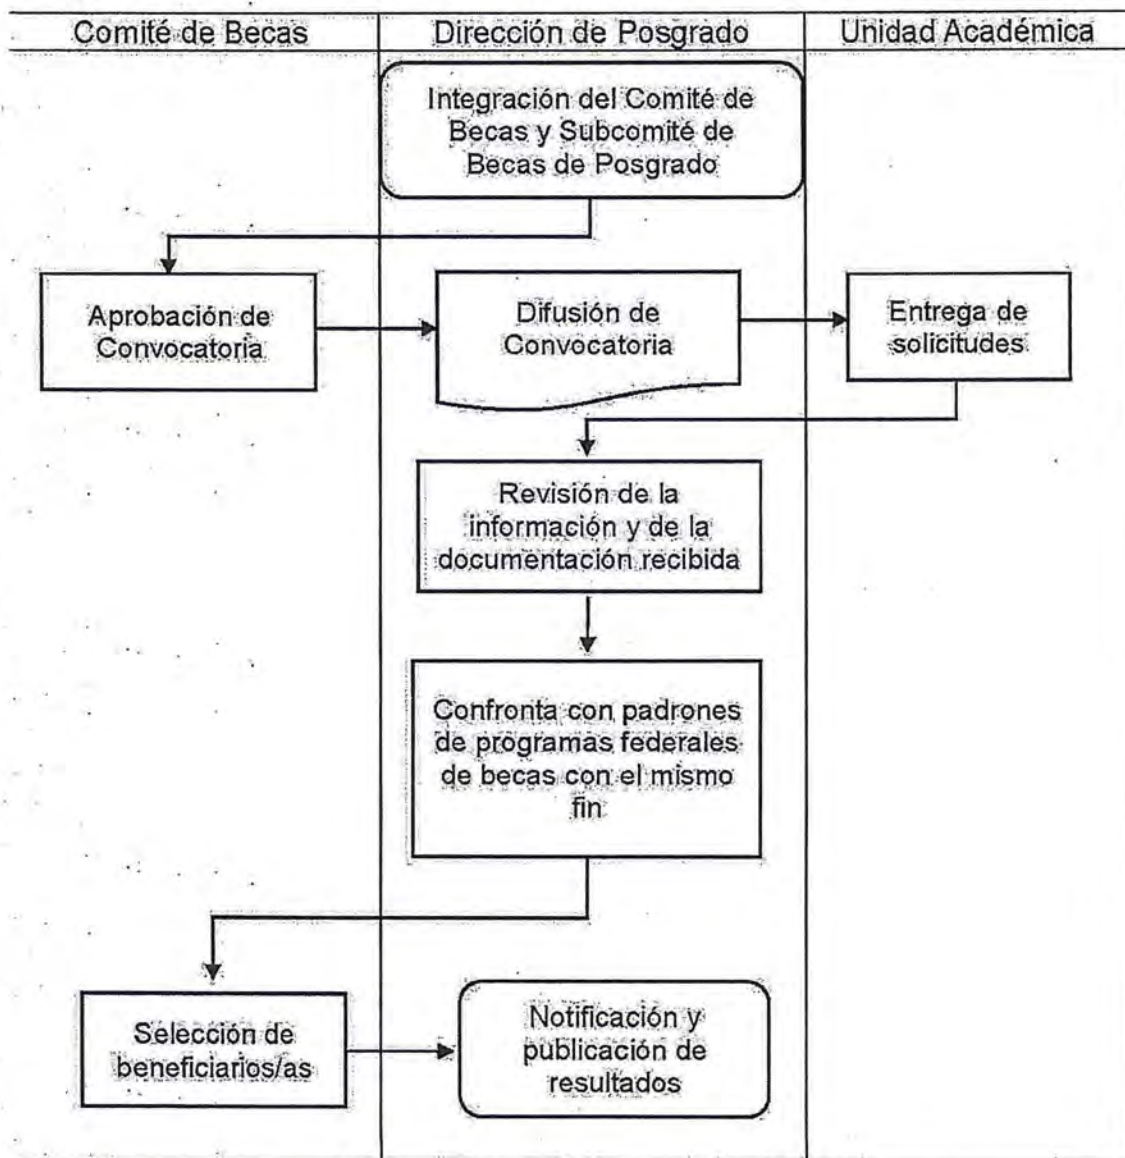 Comité de Becas
Dirección de Posgrado
Unidad Académica
Integración del Comité de
Becas y Subcomité de
Becas de Posgrado
Aprobación de
Convocatoria
Difusión de
Convocatoria
Entrega de
solicitudes
Revisión de la
información y de la
documentación recibida
Confronta con padrones
de programas federales
de becas con el mismo
fin
Selección de
beneficiarios/as
Notificación y
publicación de
resultados